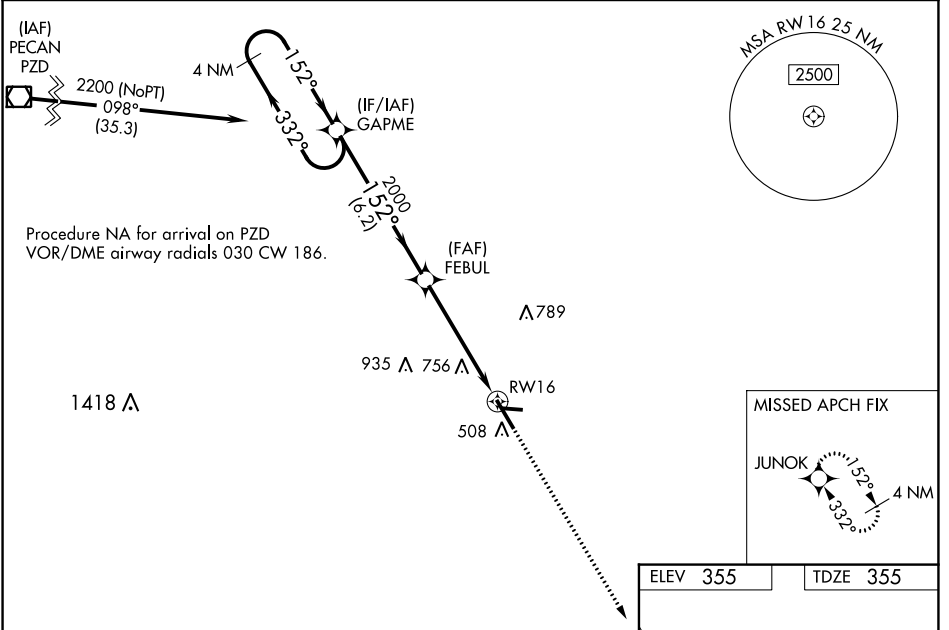 (IAF)
PECAN
PZD
2200 (NoPT)
098°
(35.3)
4 NM
152°
332°
(IF/IAF)
GAPME
2000
152°
(6.2)
MSA RW16 25 NM
2500
Procedure NA for arrival on PZD
VOR/DME airway radials 030 CW 186.
(FAF)
FEBUL
789
935
756
RW16
1418
508
MISSED APCH FIX
JUNOK
152°
4 NM
332°
ELEV 355
TDZE 355